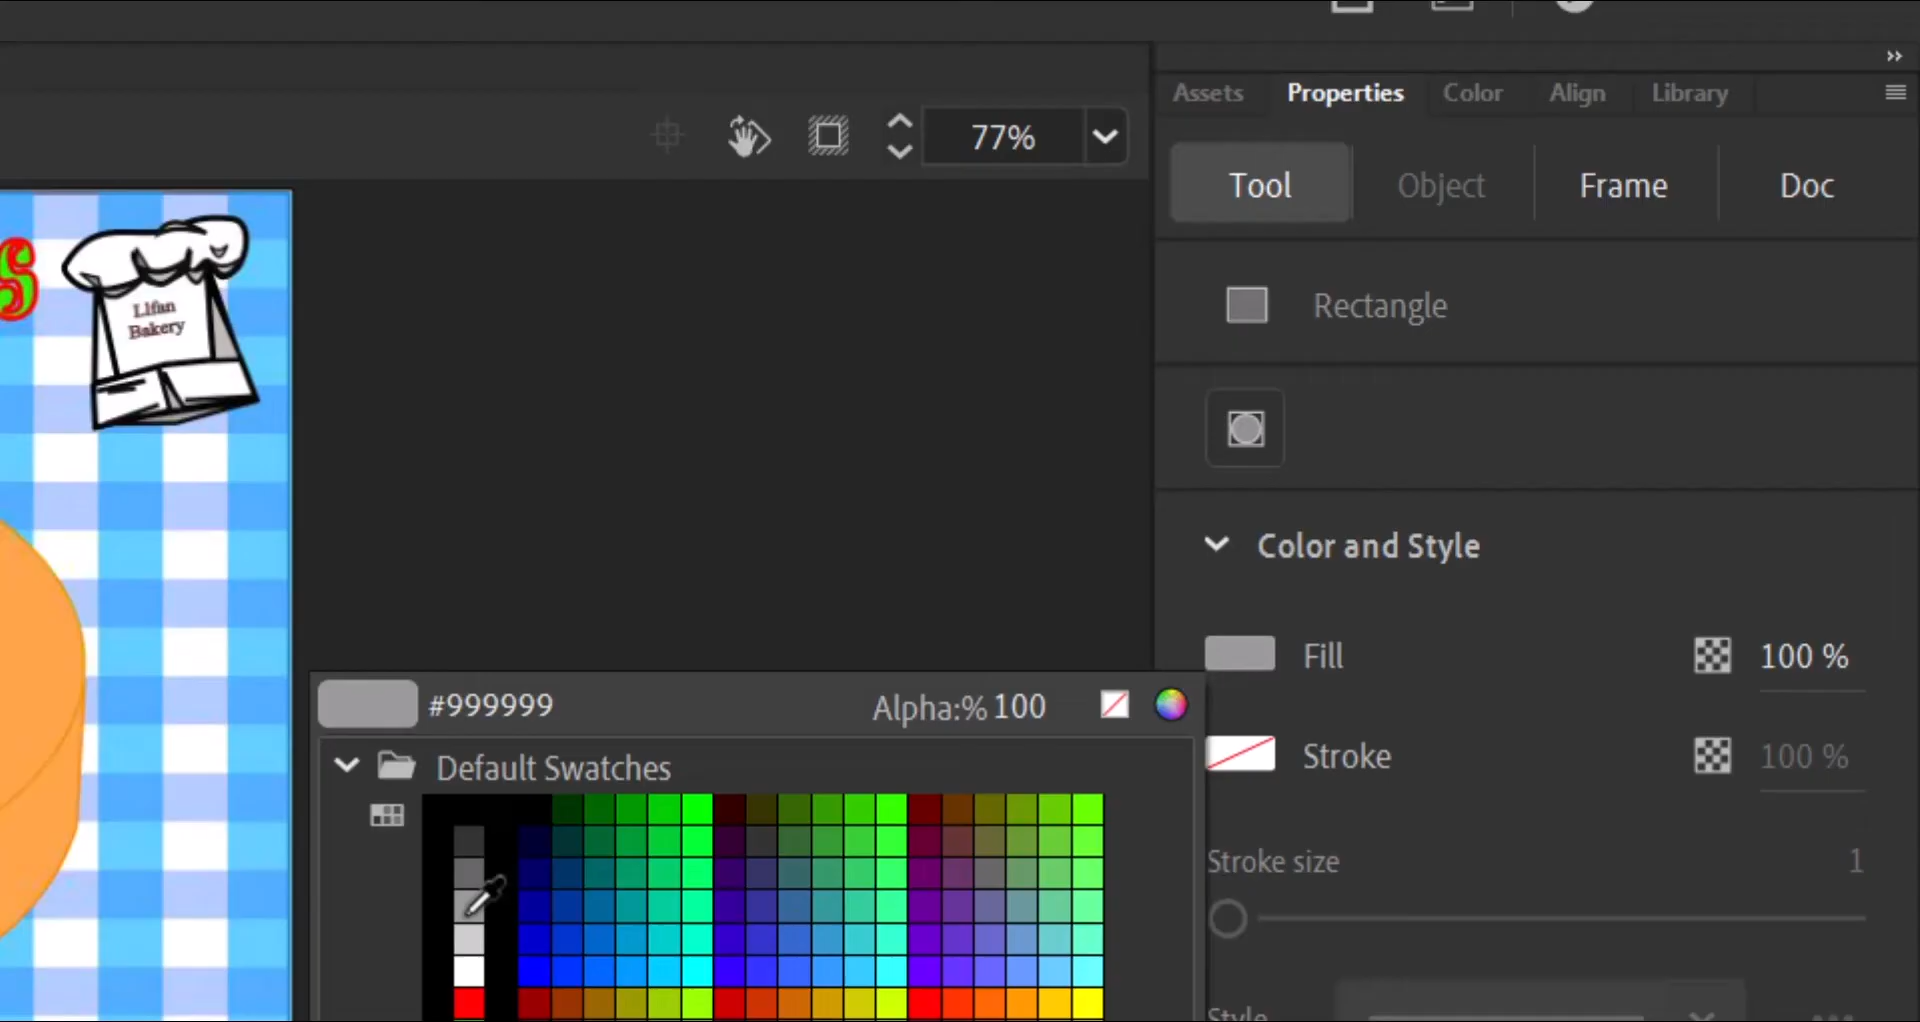 Assets Properties Color Align Library
77%
Tool Object Frame Doc
S
Lifan
Bakery
Rectangle
Color and Style
Fill 100 %
#999999 Alpha:% 100
Stroke 100 %
Default Swatches
Stroke size 1
Style